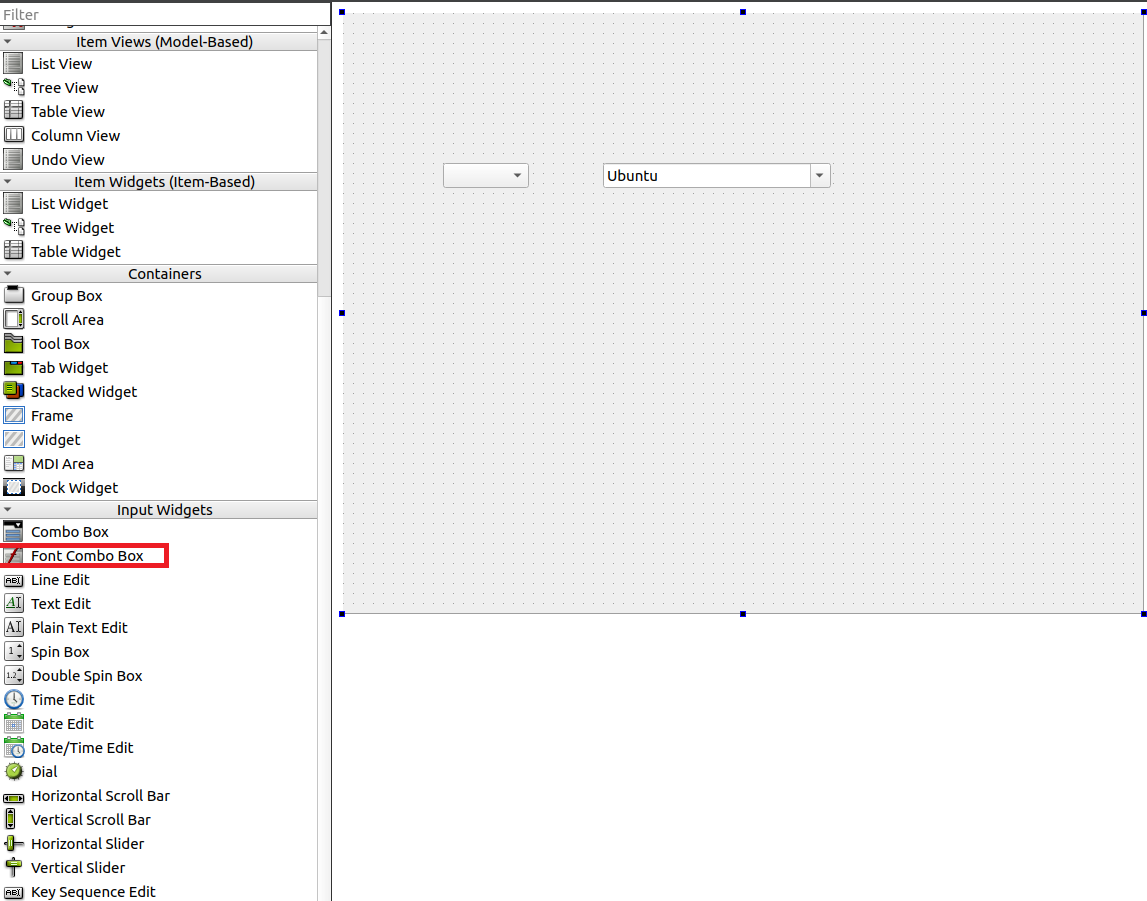 Filter
Item Views (Model-Based)
List View
Tree View
Table View
Column View
Undo View
Item Widgets (Item-Based)
List Widget
Tree Widget
Table Widget
Containers
Group Box
Scroll Area
Tool Box
Tab Widget
Stacked Widget
Frame
Widget
MDI Area
Dock Widget
Input Widgets
Combo Box
Font Combo Box
Line Edit
Text Edit
Plain Text Edit
Spin Box
Double Spin Box
Time Edit
Date Edit
Date/Time Edit
Dial
Horizontal Scroll Bar
Vertical Scroll Bar
Horizontal Slider
Vertical Slider
Key Sequence Edit
Ubuntu